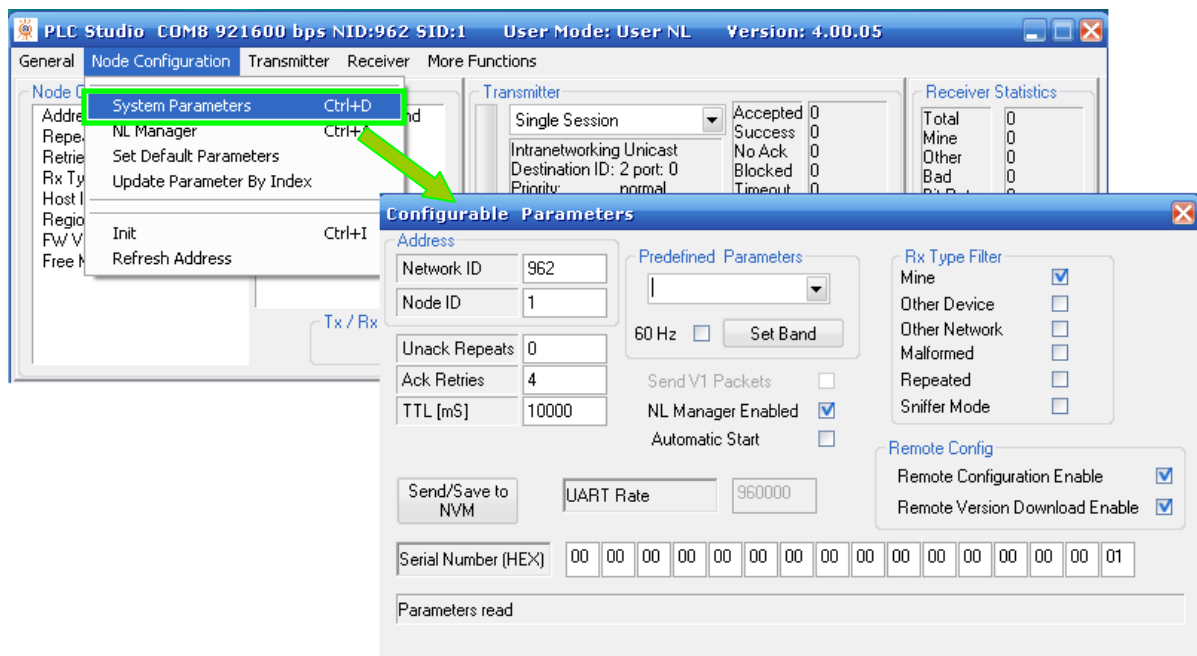 PLC Studio COM8 921600 bps NID:962 SID:1 User Mode: User NL Version: 4.00.05
General Node Configuration Transmitter Receiver More Functions
System Parameters Ctrl+D
NL Manager
Set Default Parameters
Update Parameter By Index
Init Ctrl+I
Refresh Address
Node
Transmitter
Single Session
Intranetworking Unicast
Destination ID: 2 port: 0
Priority: normal
Accepted 0
Success 0
No Ack 0
Blocked 0
Timeout 0
Receiver Statistics
Total 0
Mine 0
Other 0
Bad 0
Tx / Rx
Configurable Parameters
Address
Network ID 962
Node ID 1
Unack Repeats 0
Ack Retries 4
TTL [mS] 10000
Predefined Parameters
60 Hz Set Band
Send V1 Packets
NL Manager Enabled
Automatic Start
Rx Type Filter
Mine
Other Device
Other Network
Malformed
Repeated
Sniffer Mode
Remote Config
Remote Configuration Enable
Remote Version Download Enable
Send/Save to
NVM
UART Rate 960000
Serial Number (HEX) 00 00 00 00 00 00 00 00 00 00 00 00 00 00 00 01
Parameters read